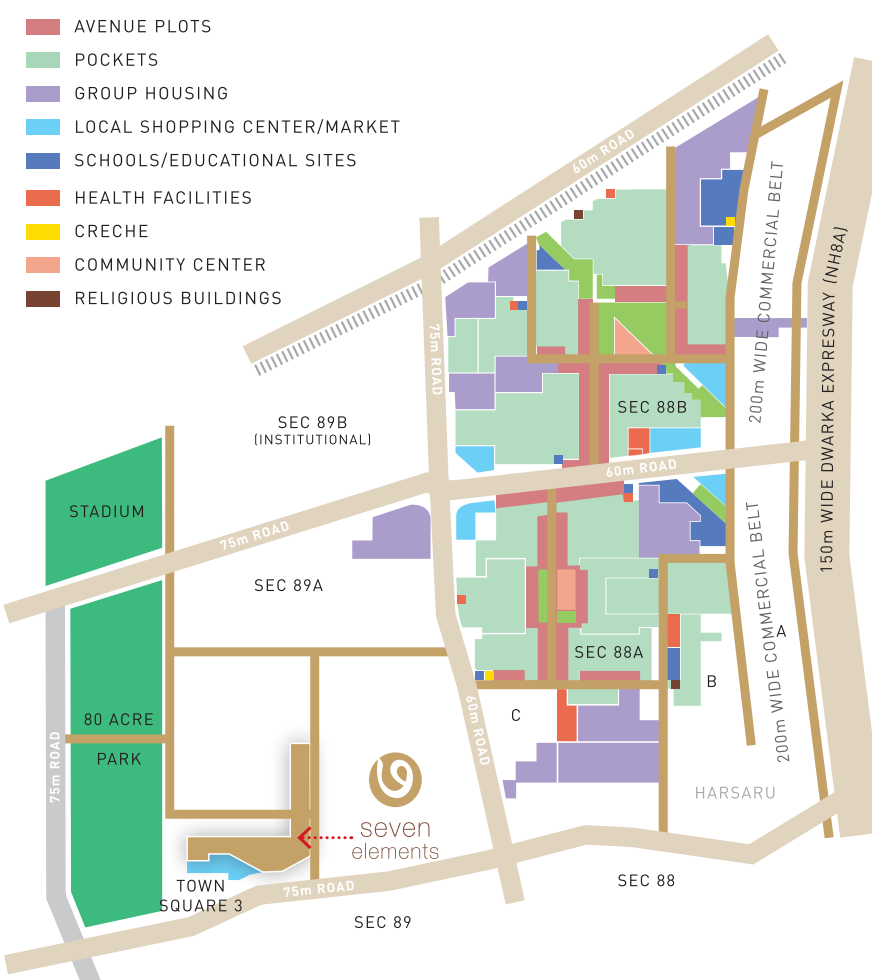 AVENUE PLOTS
POCKETS
GROUP HOUSING
LOCAL SHOPPING CENTER/MARKET
SCHOOLS/EDUCATIONAL SITES
HEALTH FACILITIES
CRECHE
COMMUNITY CENTER
RELIGIOUS BUILDINGS
60m ROAD
200m WIDE COMMERCIAL BELT
150m WIDE DWARKA EXPRESWAY (NH8A)
75m ROAD
SEC 89B
(INSTITUTIONAL)
SEC 88B
60m ROAD
STADIUM
75m ROAD
SEC 89A
200m WIDE COMMERCIAL BELT
A
SEC 88A
B
C
60m ROAD
80 ACRE
PARK
75m ROAD
HARSARU
seven
elements
TOWN
SQUARE 3
75m ROAD
SEC 88
SEC 89